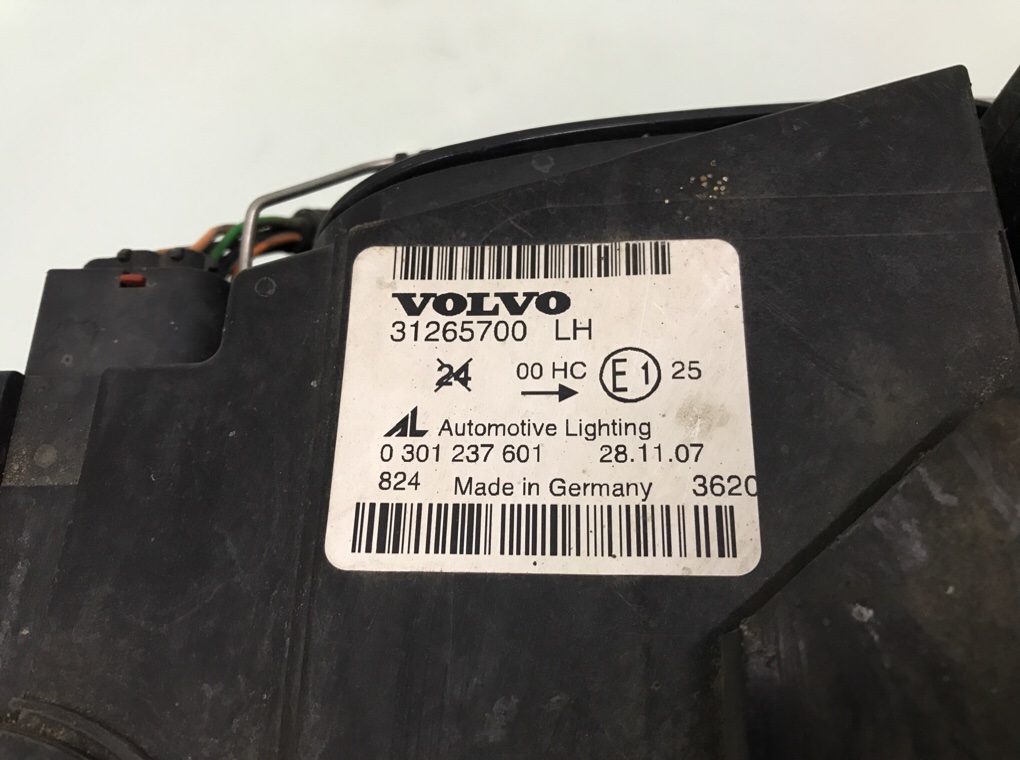 VOLVO
31265700 LH
24 00 HC E1 25
AL Automotive Lighting
0 301 237 601 28.11.07
824 Made in Germany 3620